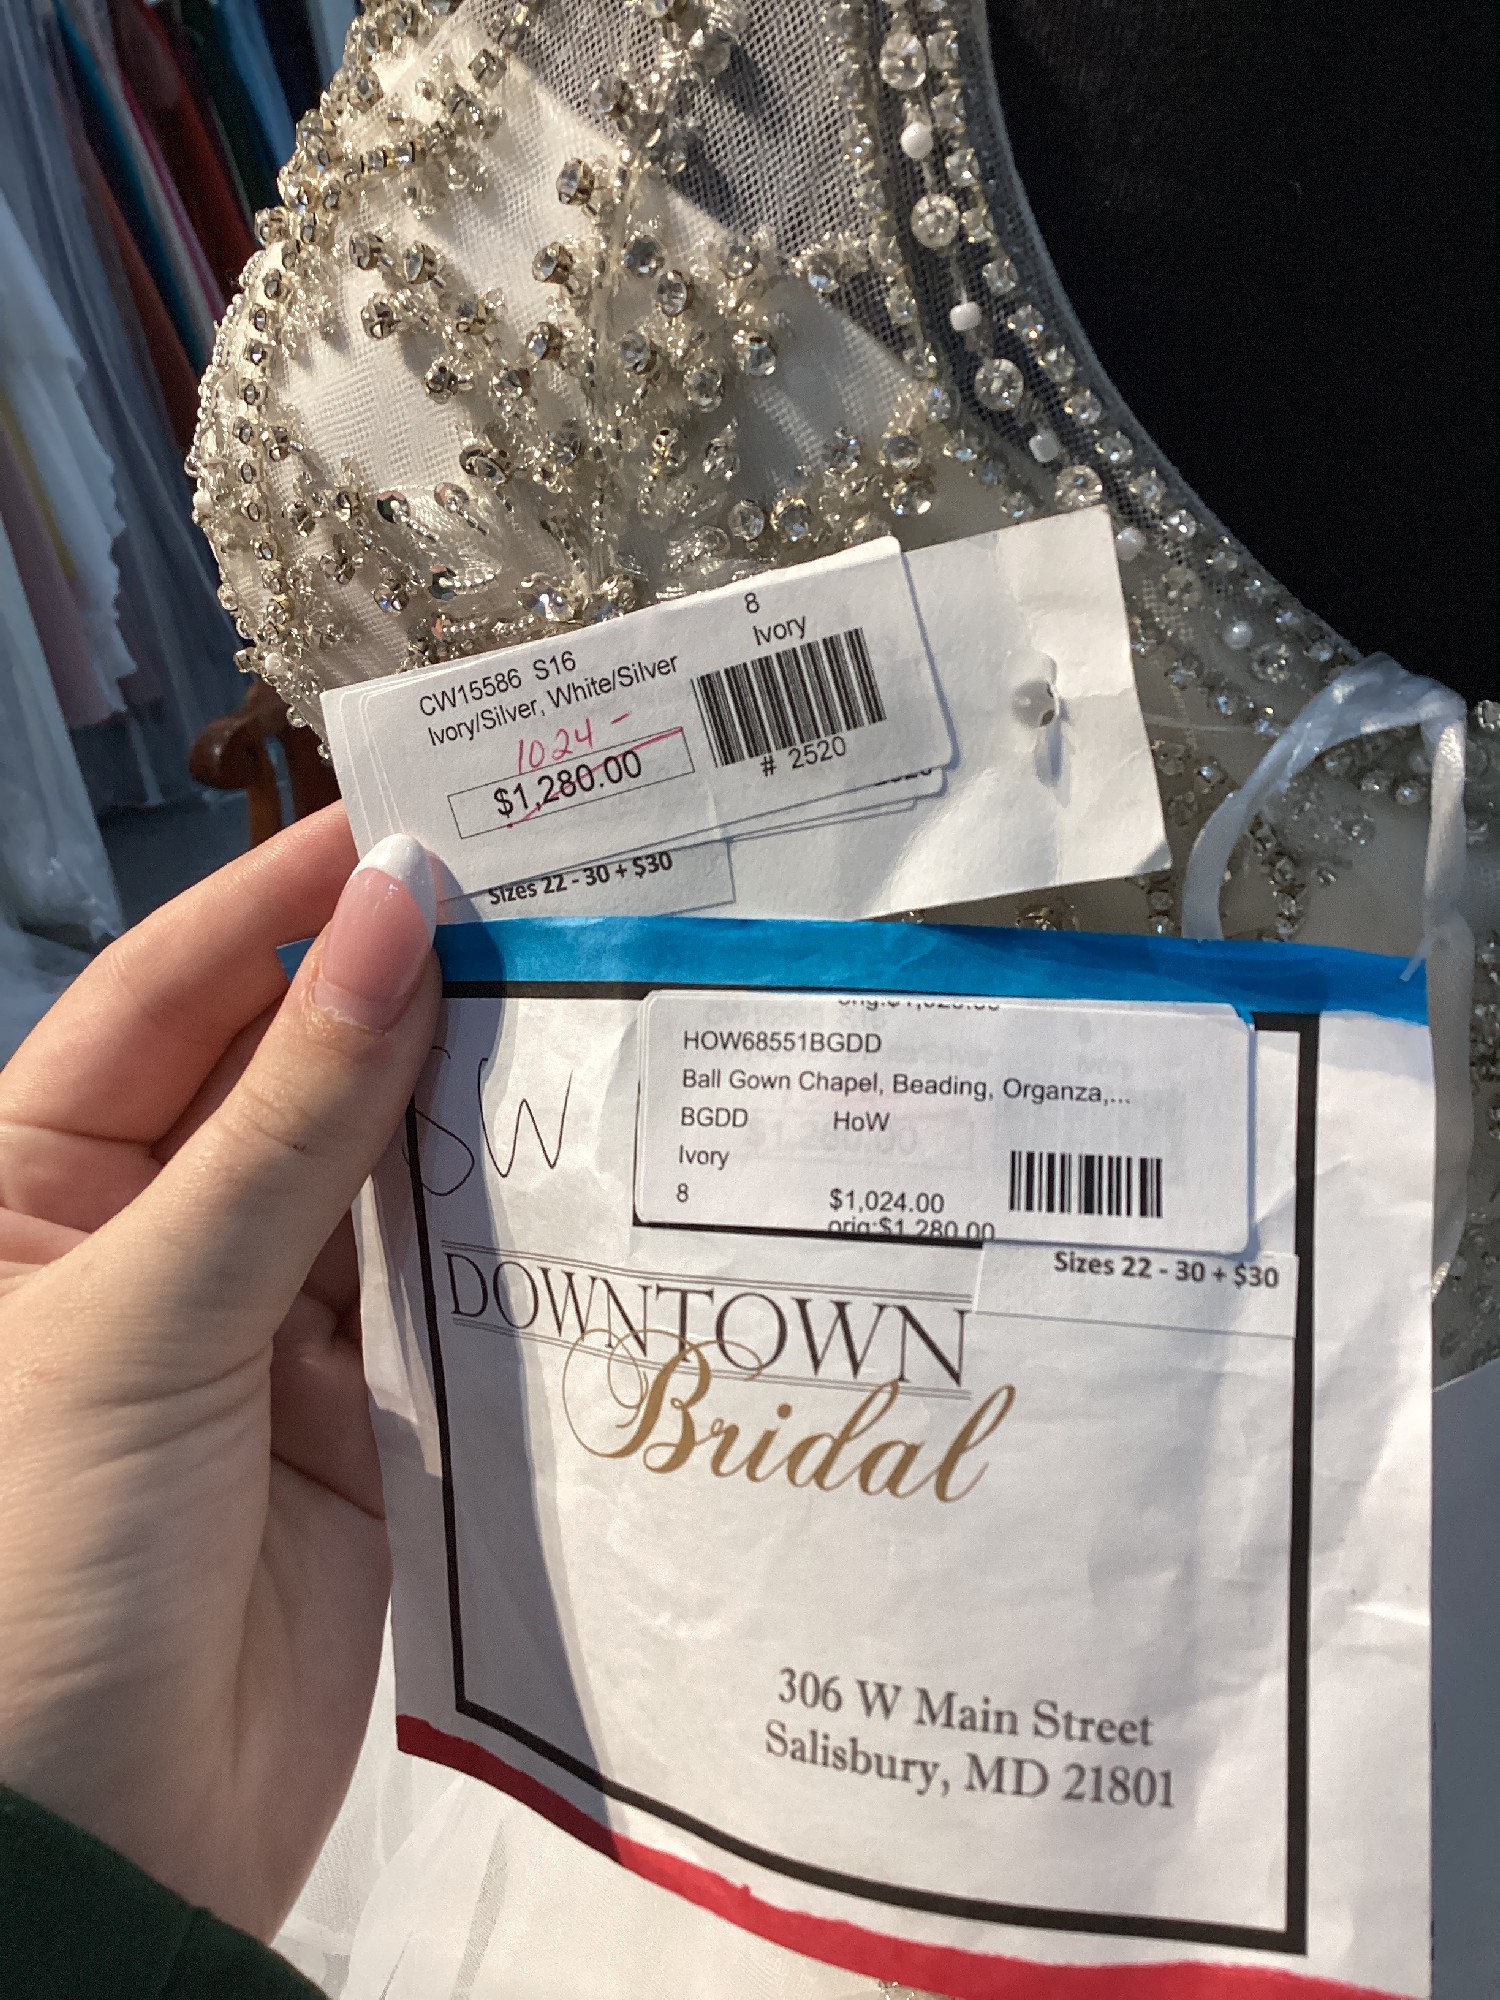 8
Ivory
CW15586 S16
Ivory/Silver, White/Silver
1024 -
$1,280.00
# 2520
Sizes 22 - 30 + $30
HOW68551BGDD
Ball Gown Chapel, Beading, Organza,...
BGDD HoW
Ivory
8 $1,024.00
orig:$1,280.00
Sizes 22 - 30 + $30
SW
DOWNTOWN
Bridal
306 W Main Street
Salisbury, MD 21801